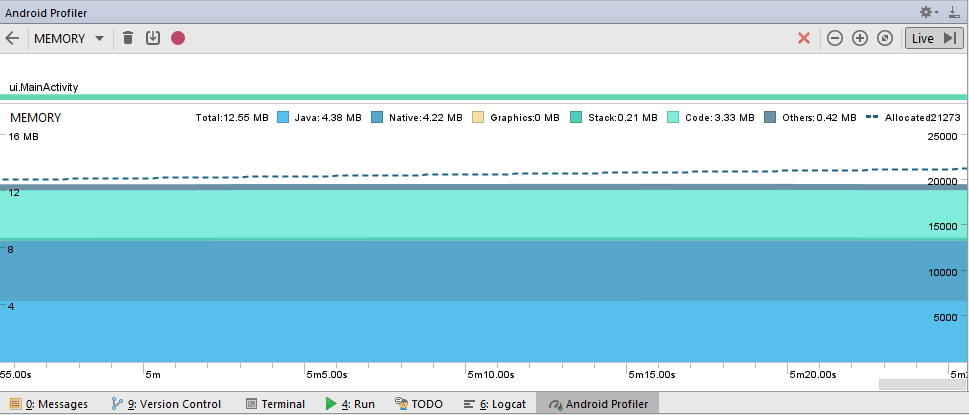 Android Profiler
MEMORY
Live
ui.MainActivity
MEMORY
Total:12.55 MB Java: 4.38 MB Native:4.22 MB Graphics:0 MB Stack:0.21 MB Code: 3.33 MB Others: 0.42 MB Allocated21273
16 MB 25000
12 20000
15000
8
10000
4
5000
55.00s 5m 5m5.00s 5m10.00s 5m15.00s 5m20.00s
0: Messages 9: Version Control Terminal 4: Run TODO 6: Logcat Android Profiler